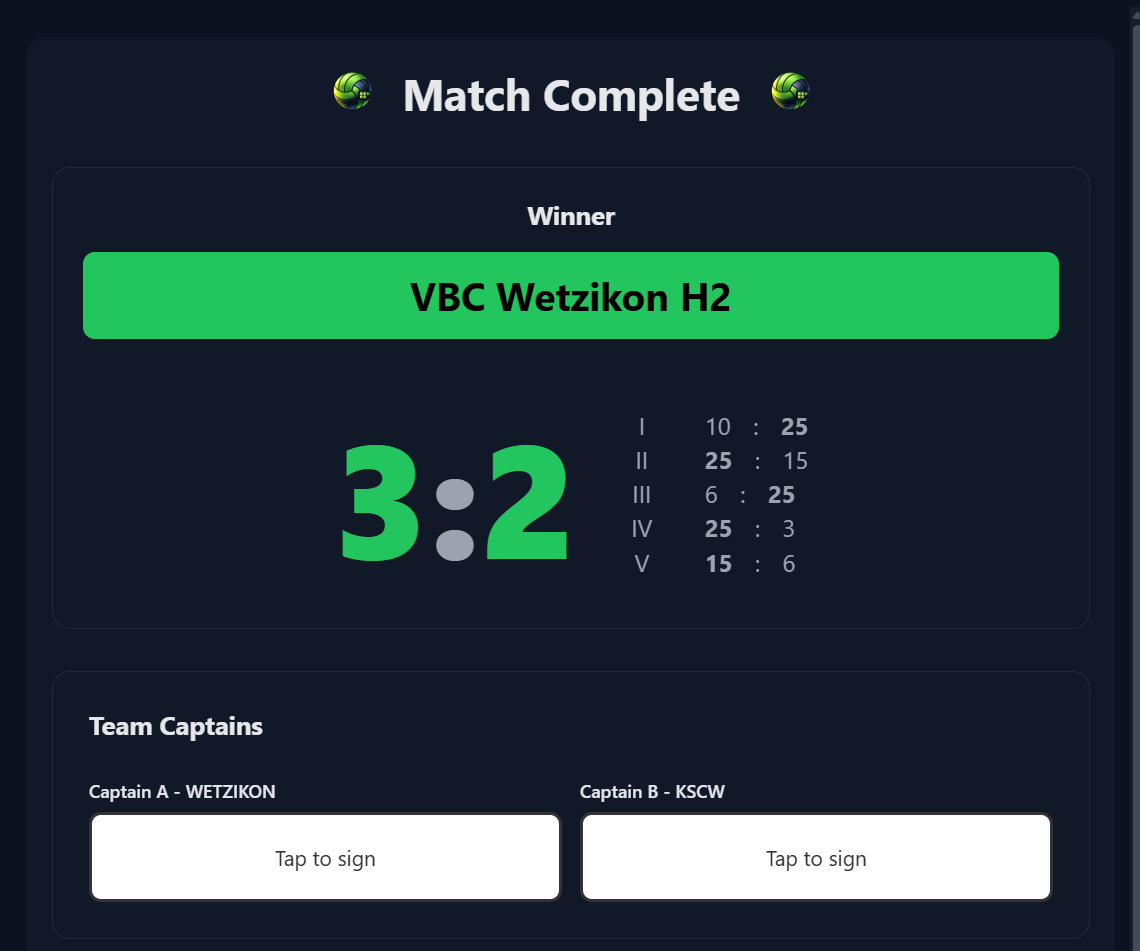 Match Complete
Winner
VBC Wetzikon H2
3:2
I 10 : 25
II 25 : 15
III 6 : 25
IV 25 : 3
V 15 : 6
Team Captains
Captain A - WETZIKON
Captain B - KSCW
Tap to sign
Tap to sign